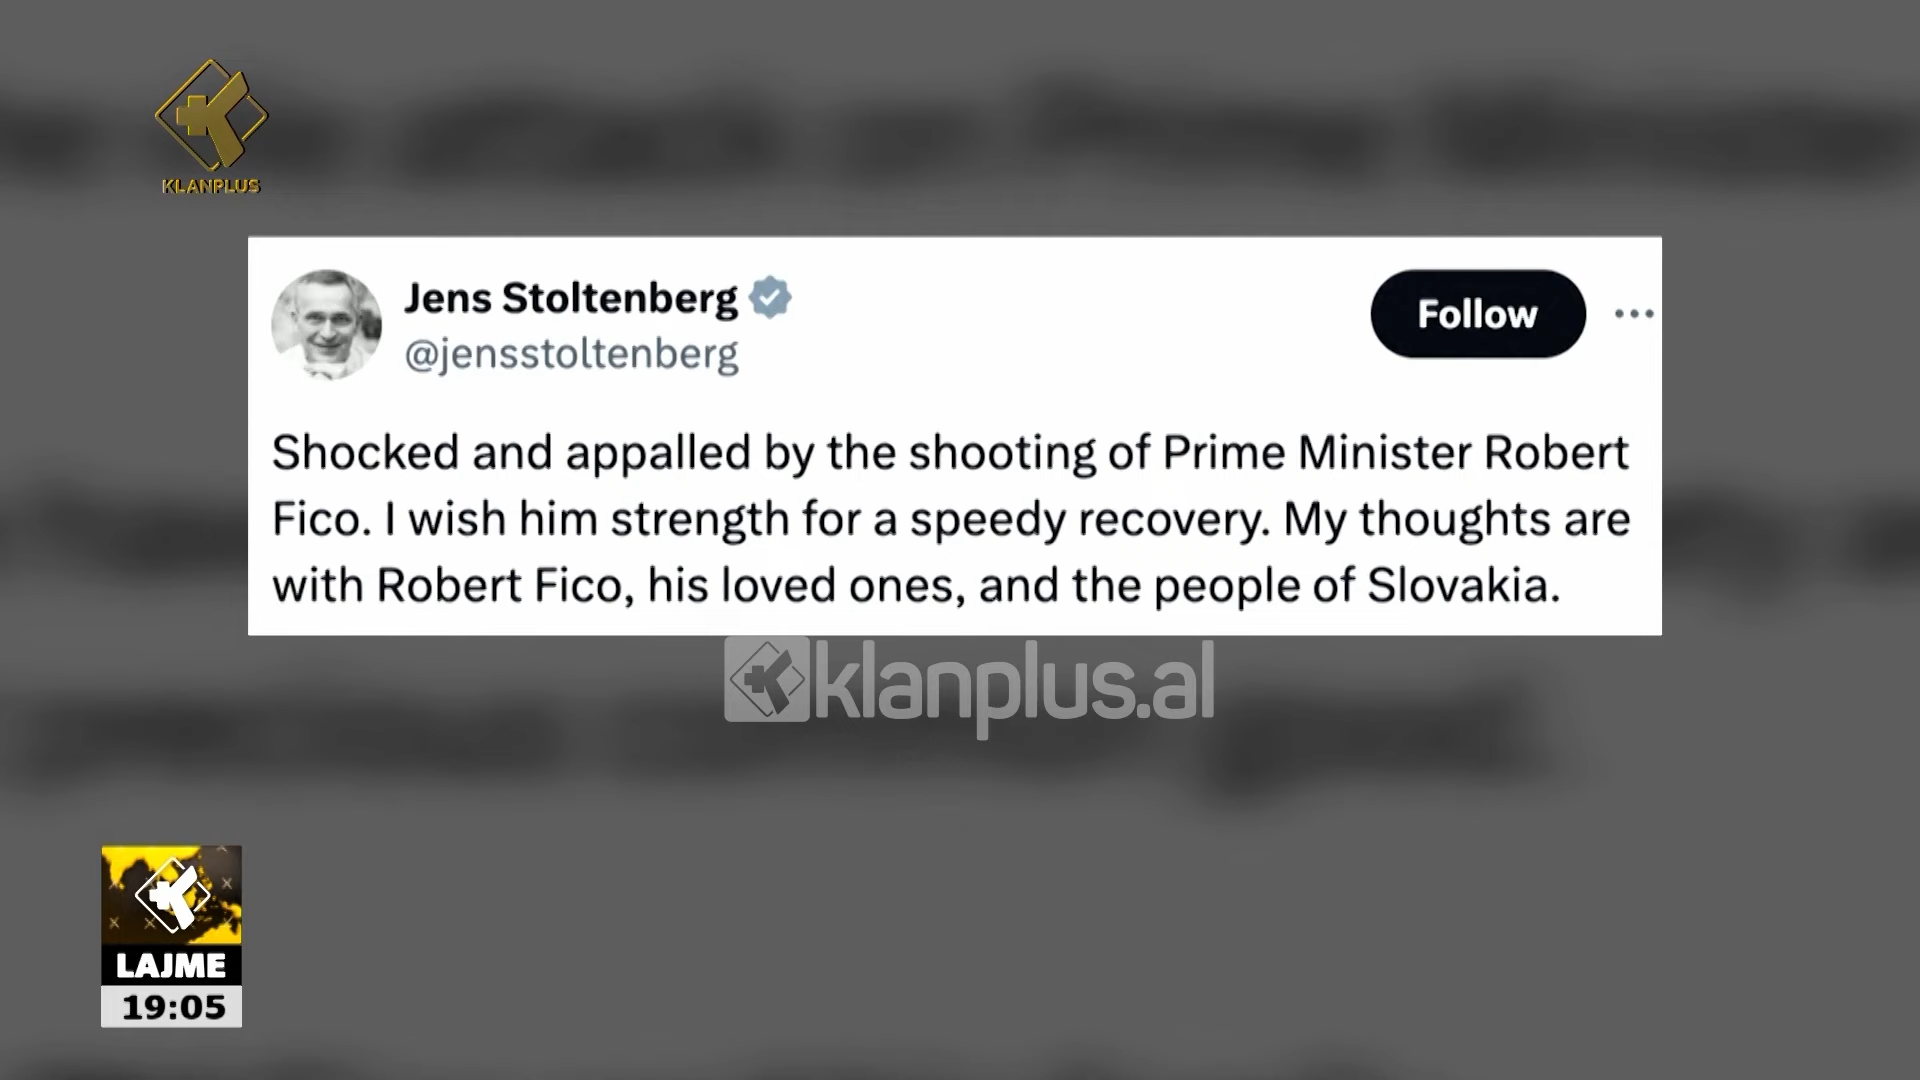 KLANPLUS
Jens Stoltenberg
@jensstoltenberg
Follow
Shocked and appalled by the shooting of Prime Minister Robert
Fico. I wish him strength for a speedy recovery. My thoughts are
with Robert Fico, his loved ones, and the people of Slovakia.
klanplus.al
LAJME
19:05